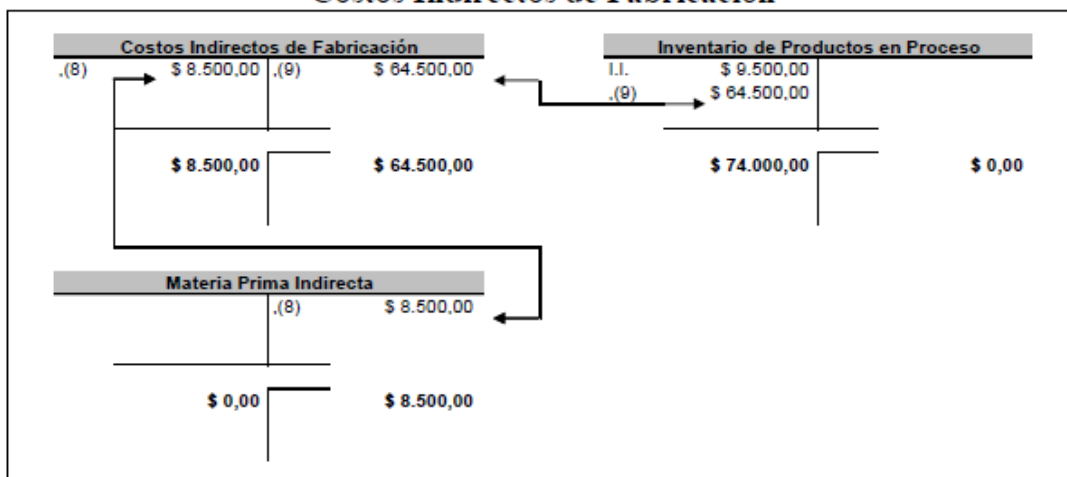 Costos Indirectos de Fabricación
Costos Indirectos de Fabricación
,(8) $ 8.500,00 ,(9) $ 64.500,00
$ 8.500,00 $ 64.500,00
Inventario de Productos en Proceso
I.I. $ 9.500,00
,(9) $ 64.500,00
$ 74.000,00 $ 0,00
Materia Prima Indirecta
,(8) $ 8.500,00
$ 0,00 $ 8.500,00